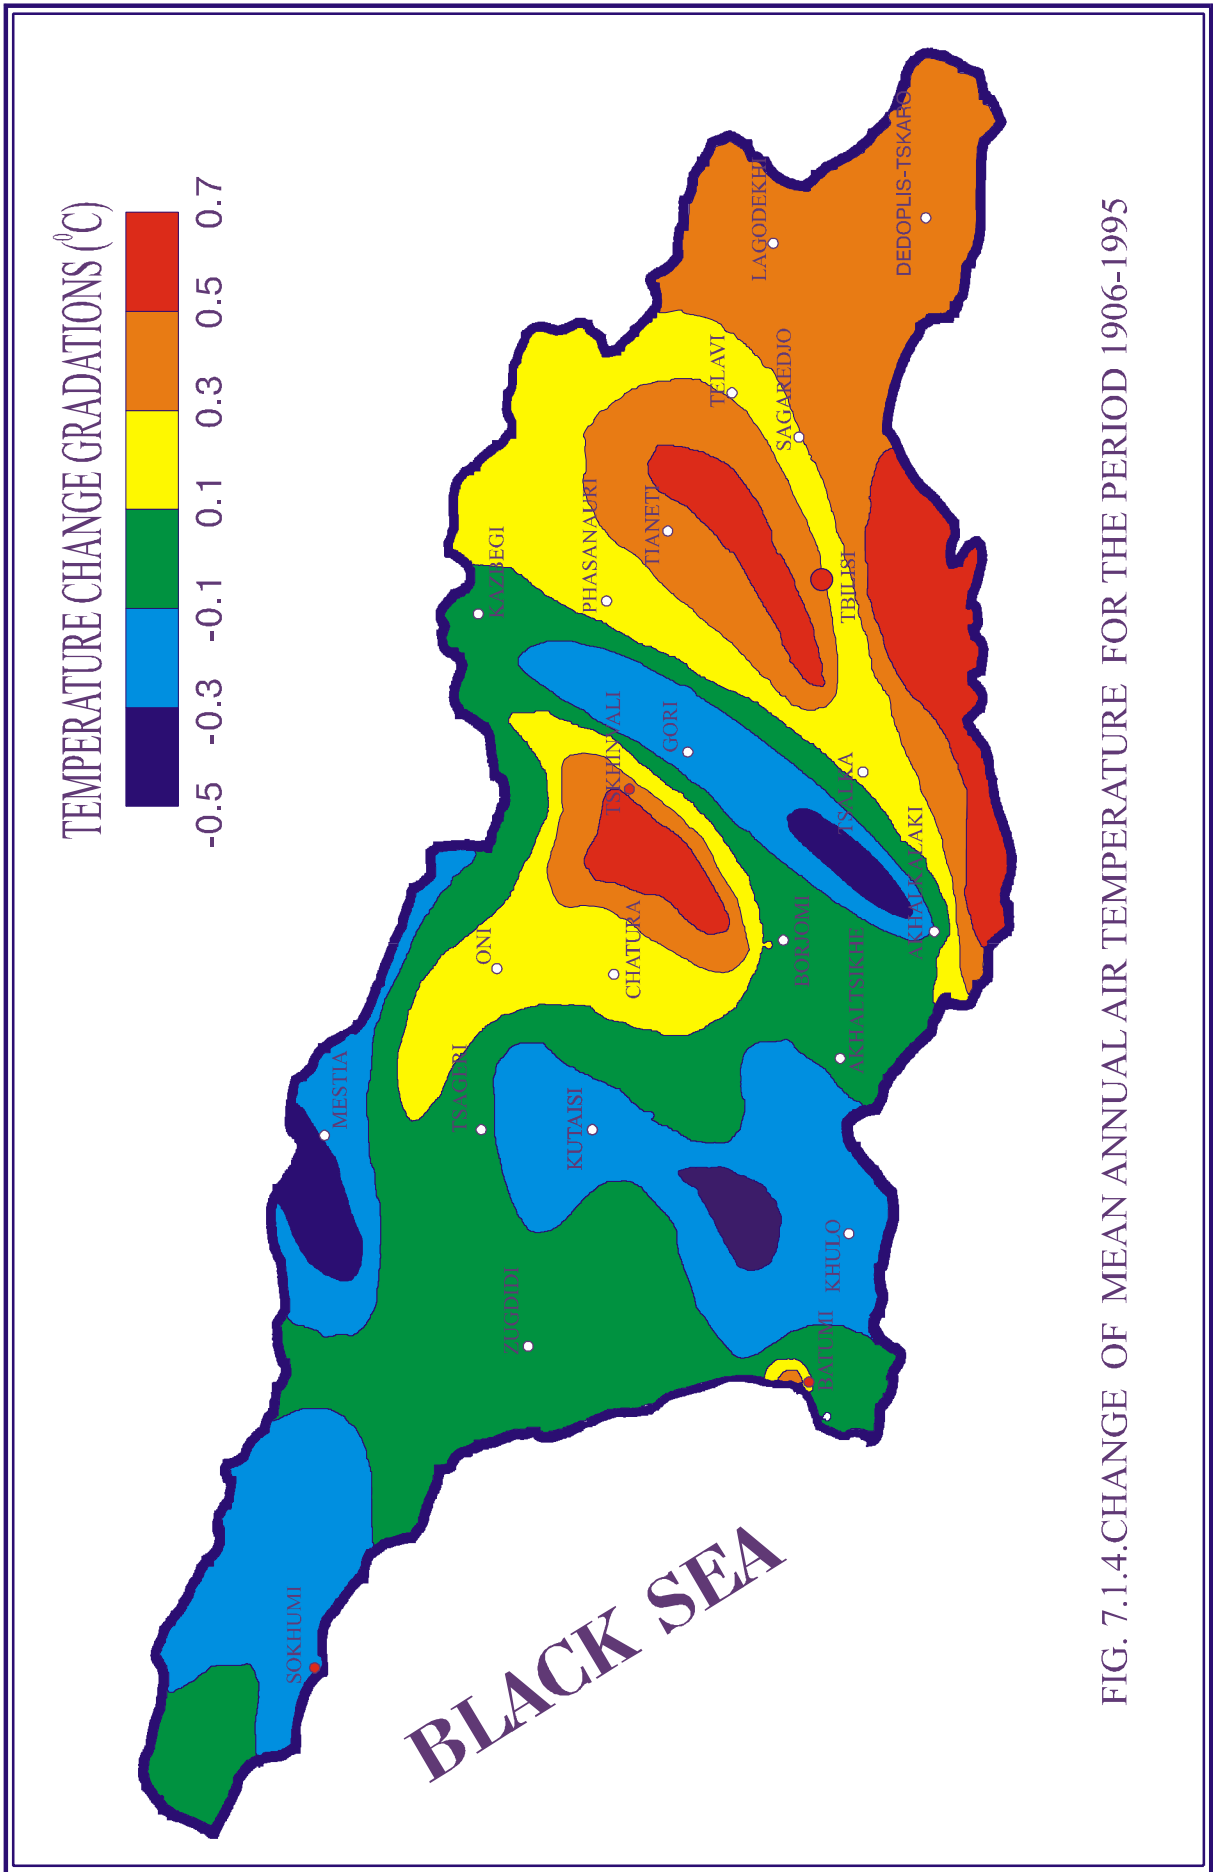 TEMPERATURE CHANGE GRADATIONS (⁰C)
-0.5 -0.3 -0.1 0.1 0.3 0.5 0.7
SOKHUMI
MESTIA
TSAGERI
ONI
KAZBEGI
ZUGDIDI
KUTAISI
CHATURA
TSKHINVALI
PHASANAURI
TIANETI
GORI
TELAVI
LAGODEKHI
SAGAREDJO
DEDOPLIS-TSKARO
TBILISI
BATUMI
KHULO
AKHALTSIKHE
BORJOMI
AKHALKALAKI
TSALKA
BLACK SEA
FIG. 7.1.4.CHANGE OF MEAN ANNUAL AIR TEMPERATURE FOR THE PERIOD 1906-1995